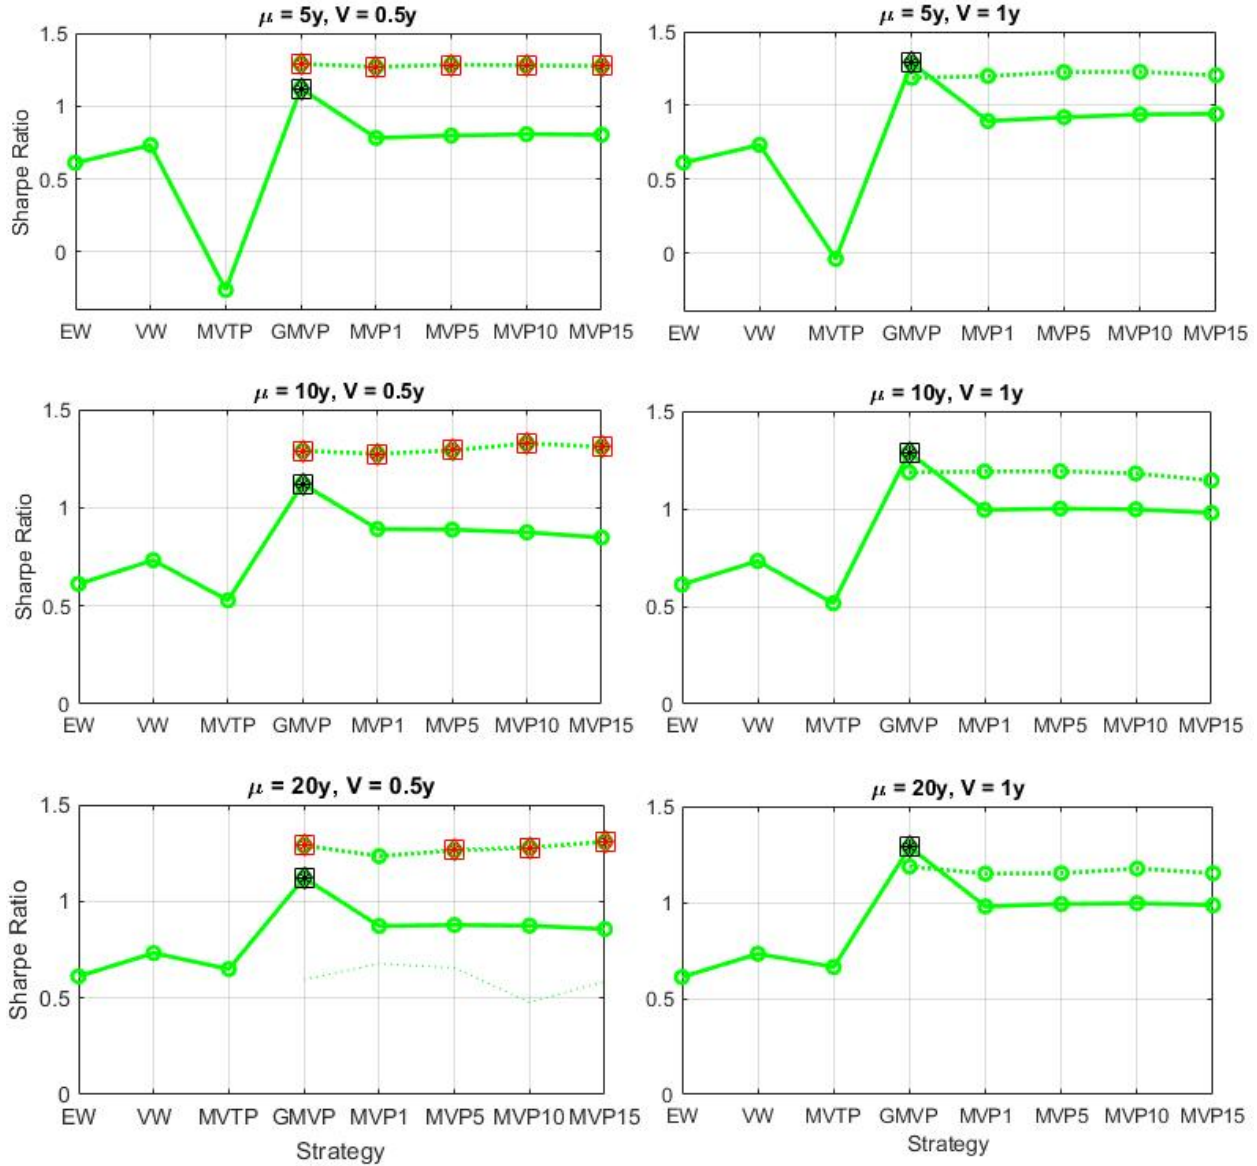 μ = 5y, V = 0.5y
1.5
1
0.5
0
Sharpe Ratio
EW VW MVTP GMVP MVP1 MVP5 MVP10 MVP15
μ = 5y, V = 1y
1.5
1
0.5
0
EW VW MVTP GMVP MVP1 MVP5 MVP10 MVP15
μ = 10y, V = 0.5y
1.5
1
0.5
0
Sharpe Ratio
EW VW MVTP GMVP MVP1 MVP5 MVP10 MVP15
μ = 10y, V = 1y
1.5
1
0.5
0
EW VW MVTP GMVP MVP1 MVP5 MVP10 MVP15
μ = 20y, V = 0.5y
1.5
1
0.5
0
Sharpe Ratio
EW VW MVTP GMVP MVP1 MVP5 MVP10 MVP15
Strategy
μ = 20y, V = 1y
1.5
1
0.5
0
EW VW MVTP GMVP MVP1 MVP5 MVP10 MVP15
Strategy